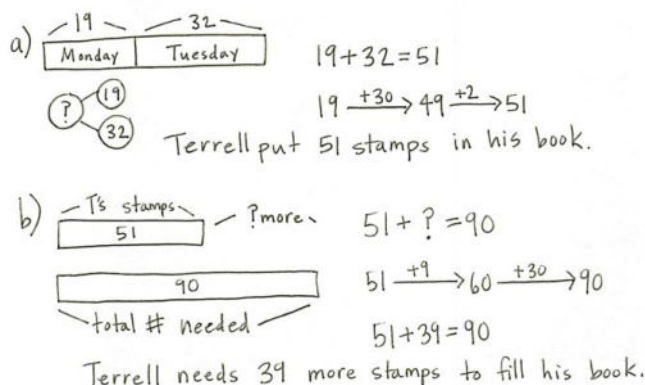 a) 19 32
Monday Tuesday
19+32=51
? 19 32
19 +30 → 49 +2 → 51
Terrell put 51 stamps in his book.
b) T's stamps ? more
51
51 + ? = 90
90
51 +9 → 60 +30 → 90
total # needed
51+39=90
Terrell needs 39 more stamps to fill his book.